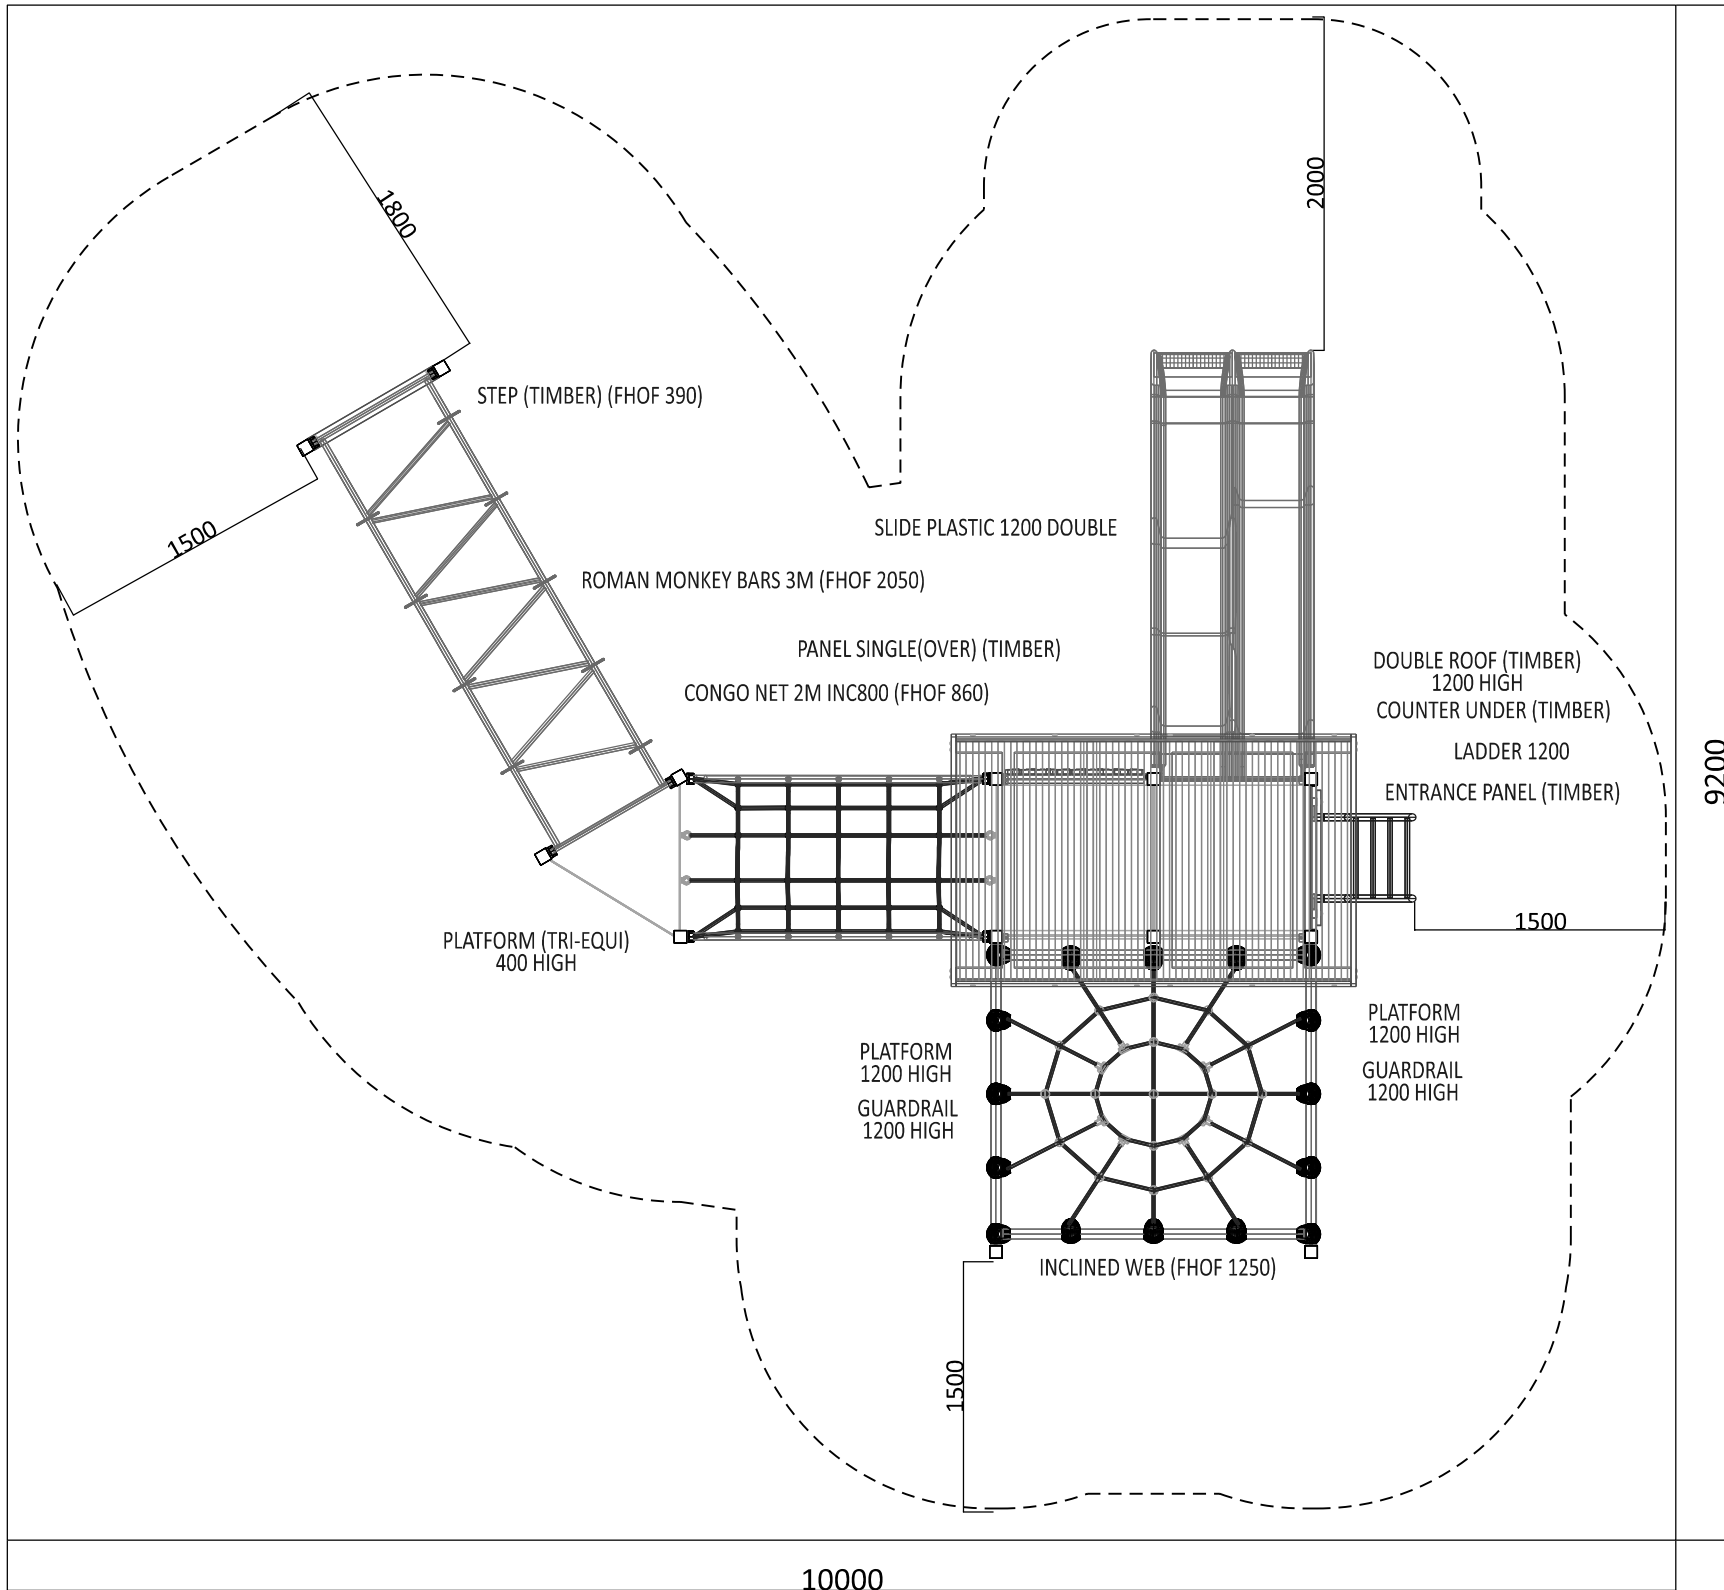 2000
1800
STEP (TIMBER) (FHOF 390)
1500
SLIDE PLASTIC 1200 DOUBLE
ROMAN MONKEY BARS 3M (FHOF 2050)
PANEL SINGLE(OVER) (TIMBER)
CONGO NET 2M INC800 (FHOF 860)
DOUBLE ROOF (TIMBER)
1200 HIGH
COUNTER UNDER (TIMBER)
LADDER 1200
ENTRANCE PANEL (TIMBER)
9200
1500
PLATFORM (TRI-EQUI)
400 HIGH
PLATFORM
1200 HIGH
GUARDRAIL
1200 HIGH
PLATFORM
1200 HIGH
GUARDRAIL
1200 HIGH
INCLINED WEB (FHOF 1250)
1500
10000